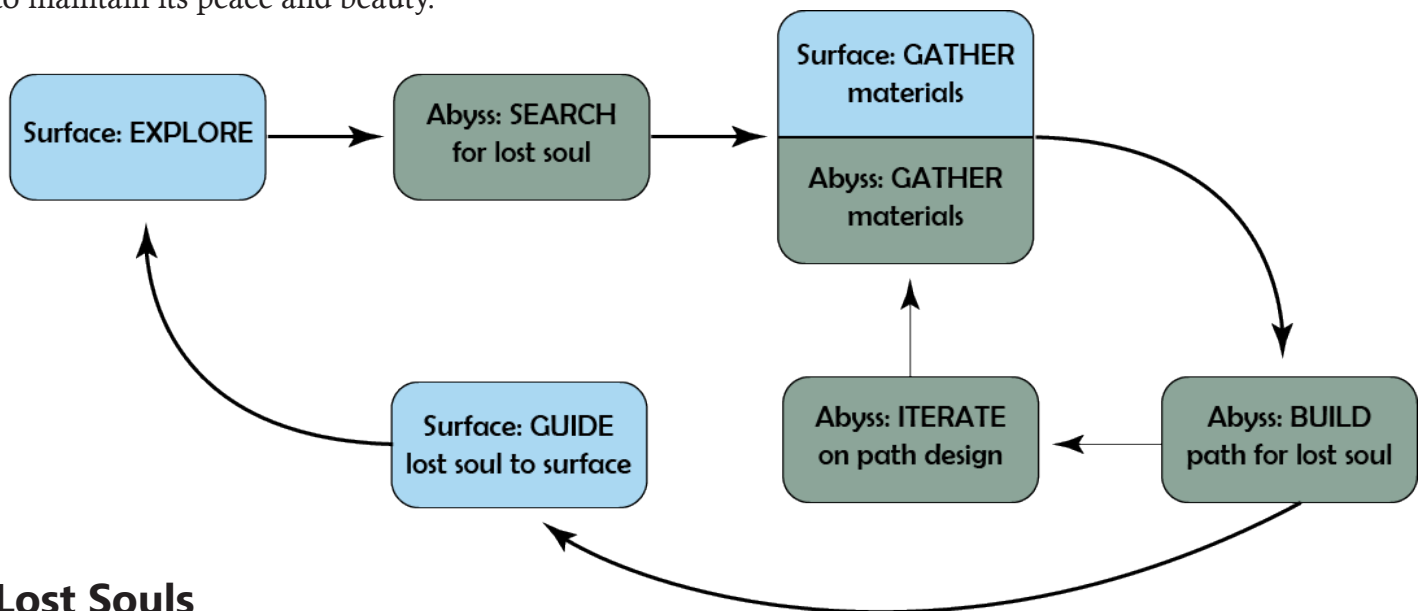 to maintain its peace and beauty.
Surface: EXPLORE
Abyss: SEARCH
for lost soul
Surface: GATHER
materials
Abyss: GATHER
materials
Surface: GUIDE
lost soul to surface
Abyss: ITERATE
on path design
Abyss: BUILD
path for lost soul
Lost Souls